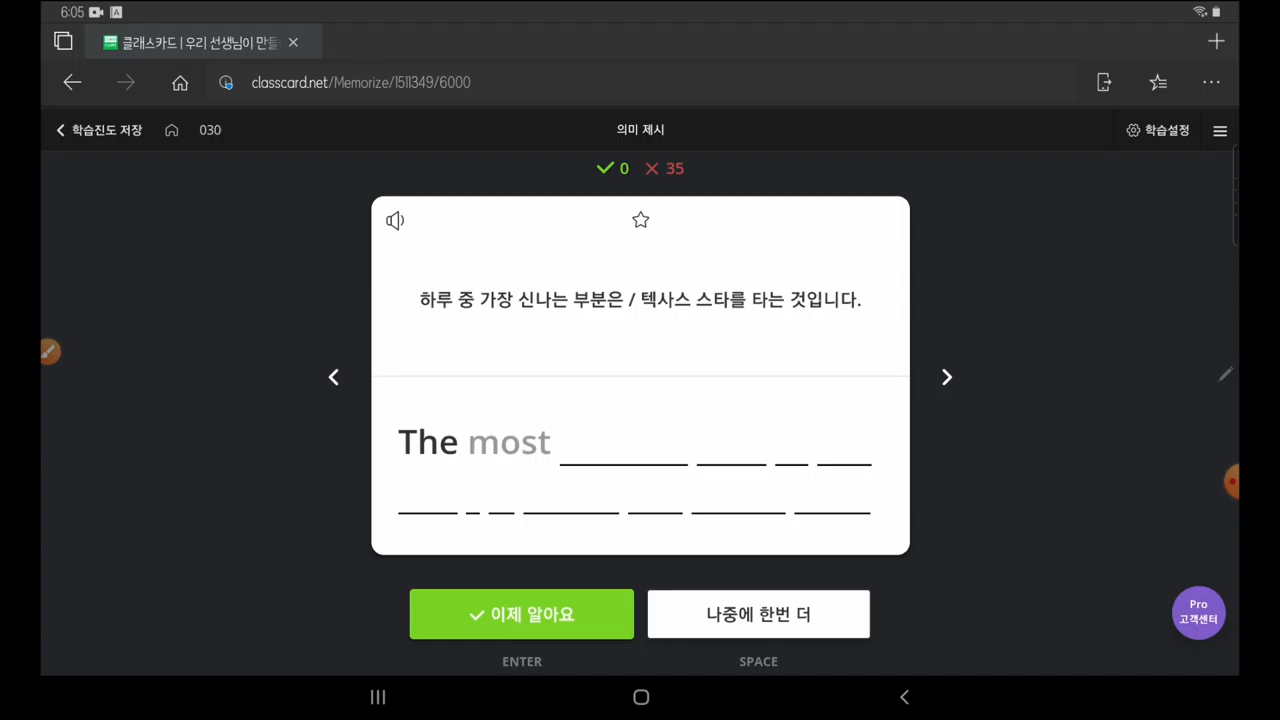 6:05
클래스카드 | 우리 선생님이 만들
classcard.net/Memorize/1511349/6000
학습진도 저장 030 의미 제시 학습설정
0 35
하루 중 가장 신나는 부분은 / 텍사스 스타를 타는 것입니다.
The most
이제 알아요 나중에 한번 더
Pro
고객센터
ENTER SPACE